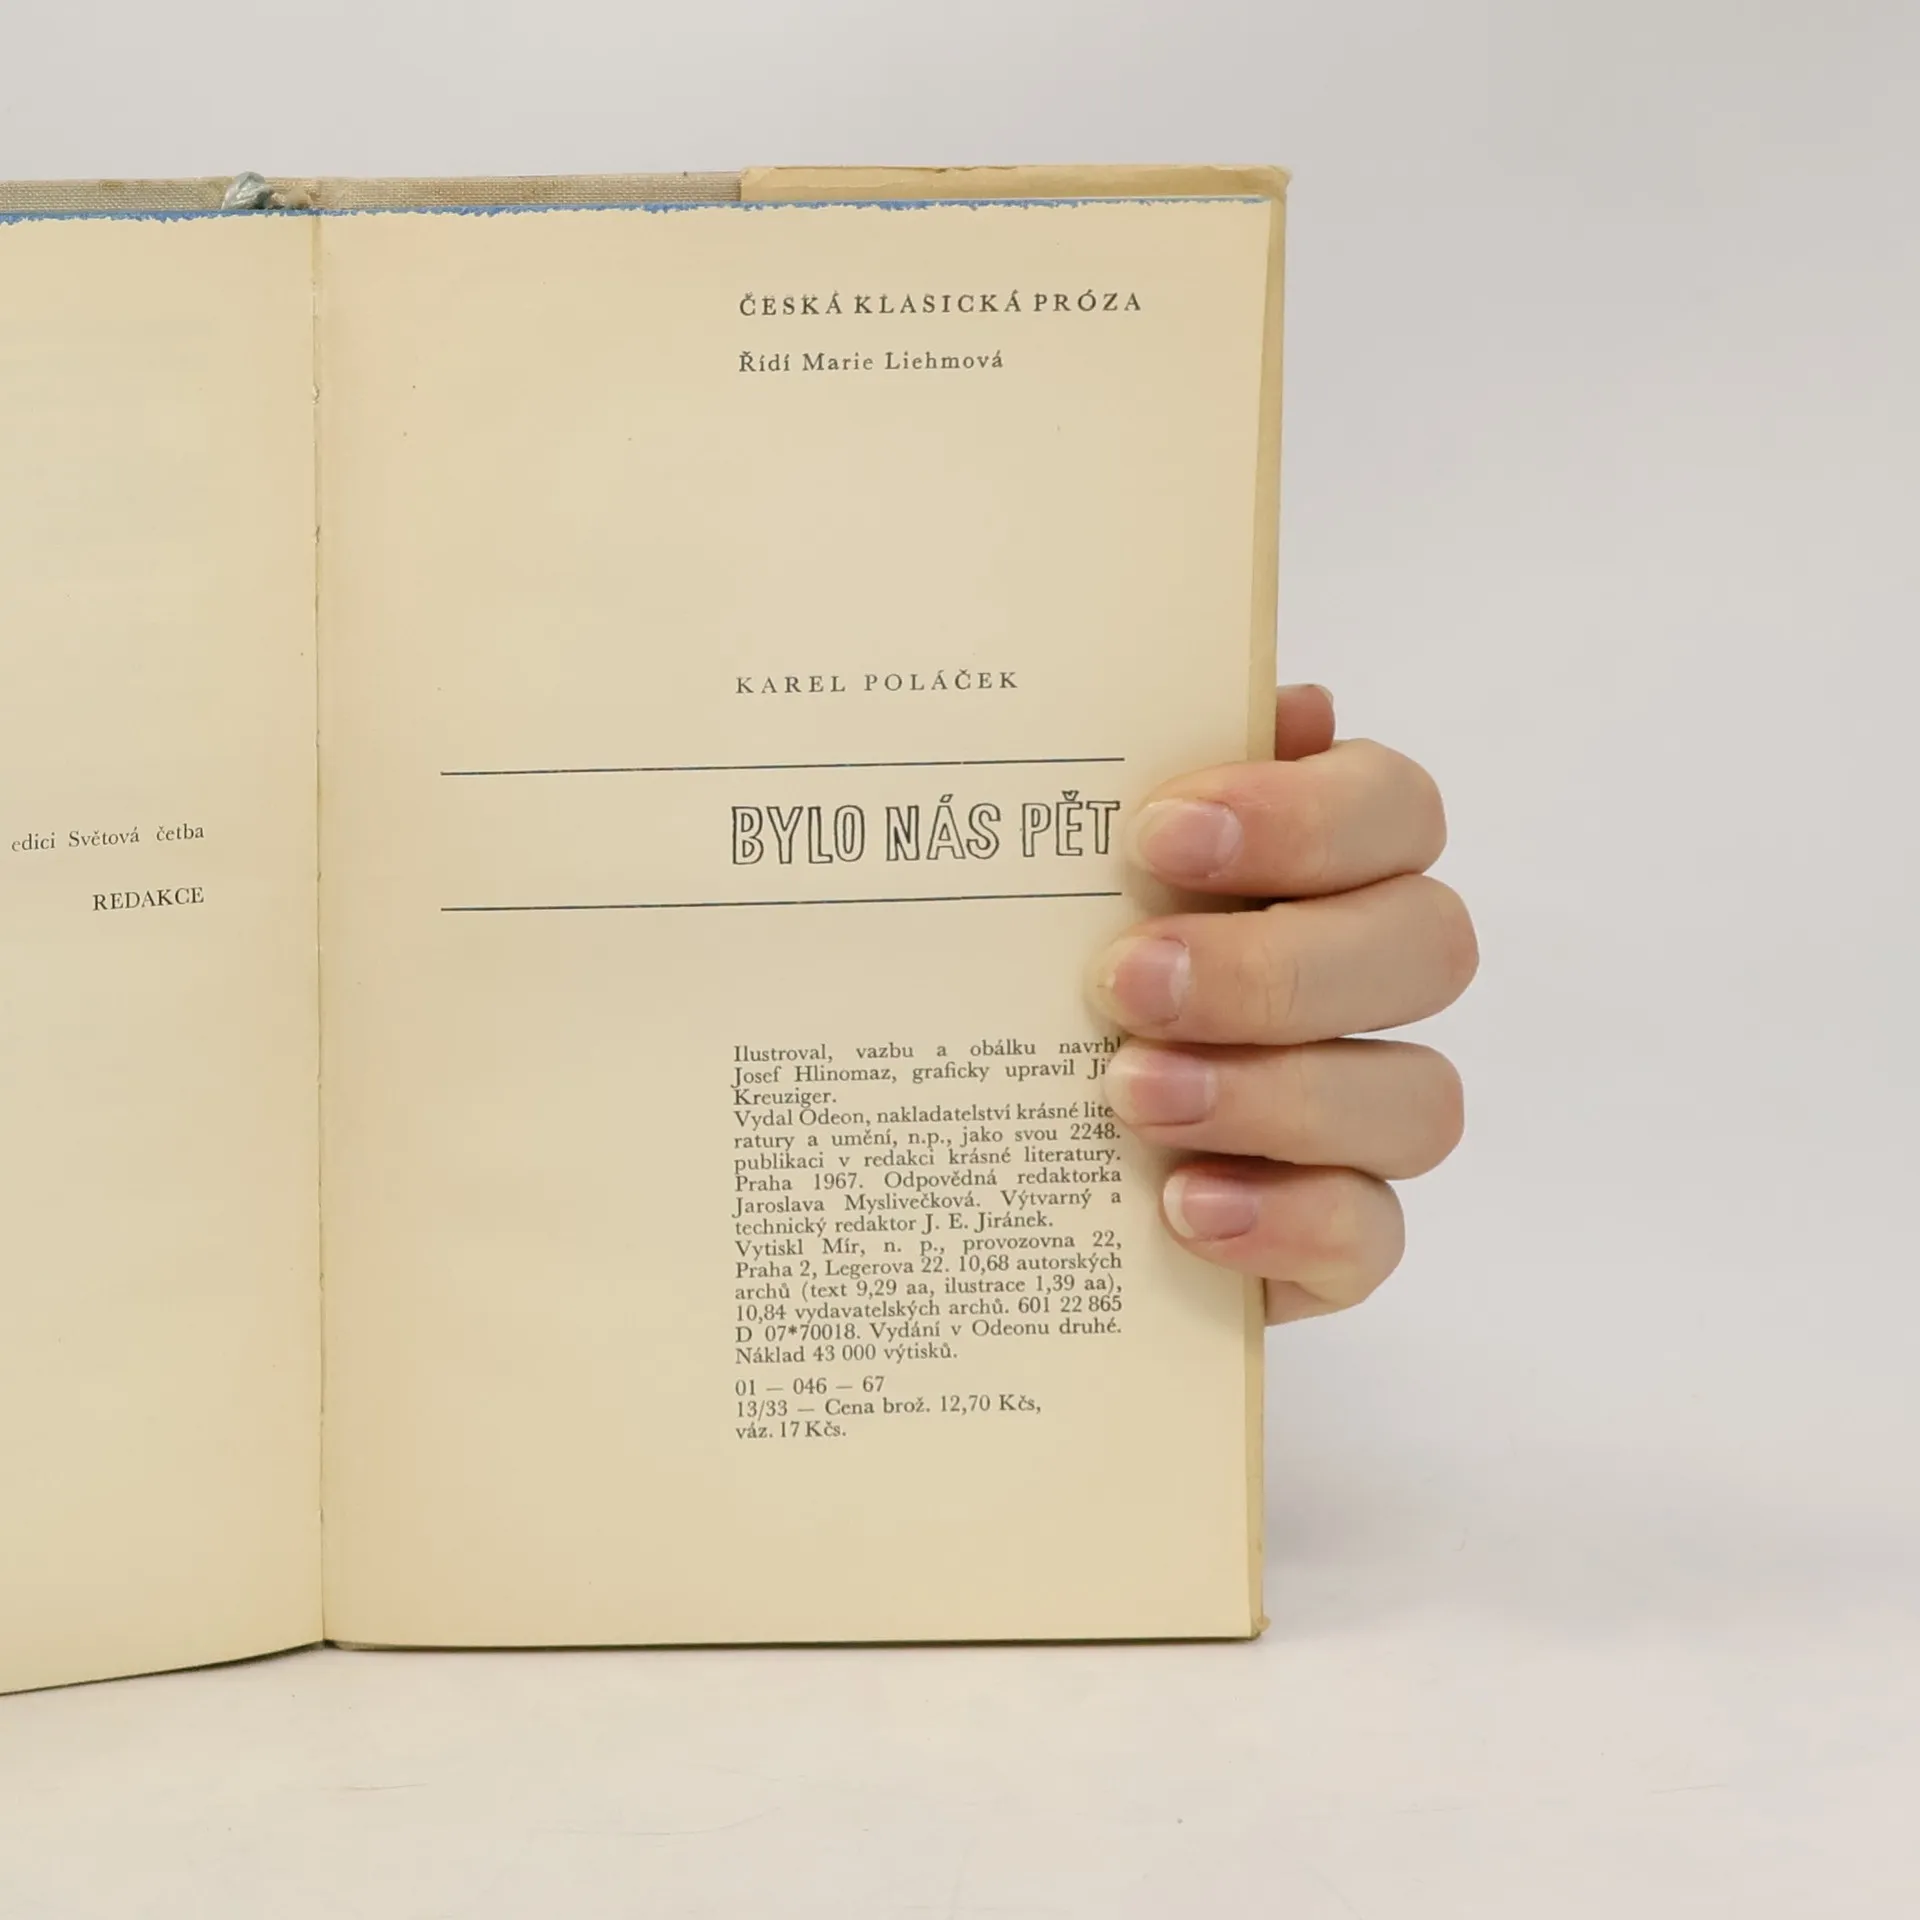 edici Světová četba
REDAKCE
ČESKÁ KLASICKÁ PRÓZA
Řídí Marie Liehmová
KAREL POLÁČEK
BYLO NÁS PĚT
Ilustroval, vazbu a obálku navrhl
Josef Hlinomaz, graficky upravil
Kreuziger.
Vydal Odeon, nakladatelství krásné lite-
ratury a umění, n.p., jako svou 2248.
publikaci v redakci krásné literatury.
Praha 1967. Odpovědná redaktorka
Jaroslava Myslivečková. Výtvarný a
technický redaktor J. E. Jiránek.
Vytiskl Mír, n. p., provozovna 22,
Praha 2, Legerova 22. 10,68 autorských
archů (text 9,29 aa, ilustrace 1,39 aa),
10,84 vydavatelských archů. 601 22 865
D 07*70018. Vydání v Odeonu druhé.
Náklad 43 000 výtisků.
01 — 046 — 67
13/33 — Cena brož. 12,70 Kčs,
váz. 17 Kčs.